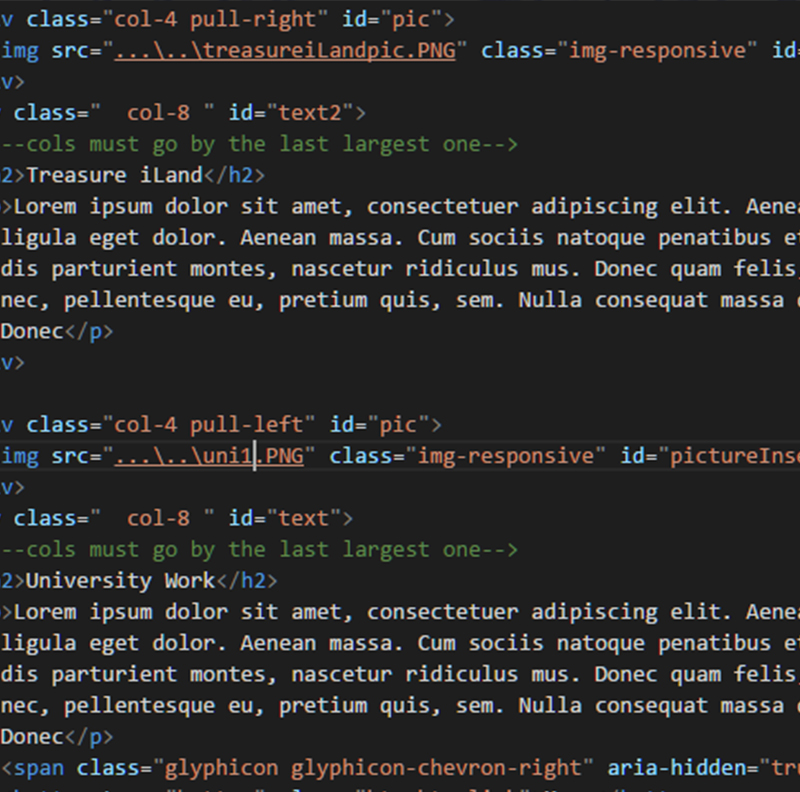 v class="col-4 pull-right" id="pic">
img src="...\..\treasureiLandpic.PNG" class="img-responsive" id=
v>
class="  col-8 " id="text2">
--cols must go by the last largest one-->
2>Treasure iLand</h2>
>Lorem ipsum dolor sit amet, consectetuer adipiscing elit. Aene
ligula eget dolor. Aenean massa. Cum sociis natoque penatibus et
dis parturient montes, nascetur ridiculus mus. Donec quam felis,
nec, pellentesque eu, pretium quis, sem. Nulla consequat massa
Donec</p>
v>
v class="col-4 pull-left" id="pic">
img src="...\..\uni1.PNG" class="img-responsive" id="pictureInse
v>
class="  col-8 " id="text">
--cols must go by the last largest one-->
2>University Work</h2>
>Lorem ipsum dolor sit amet, consectetuer adipiscing elit. Aene
ligula eget dolor. Aenean massa. Cum sociis natoque penatibus et
dis parturient montes, nascetur ridiculus mus. Donec quam felis,
nec, pellentesque eu, pretium quis, sem. Nulla consequat massa
Donec</p>
<span class="glyphicon glyphicon-chevron-right" aria-hidden="tru